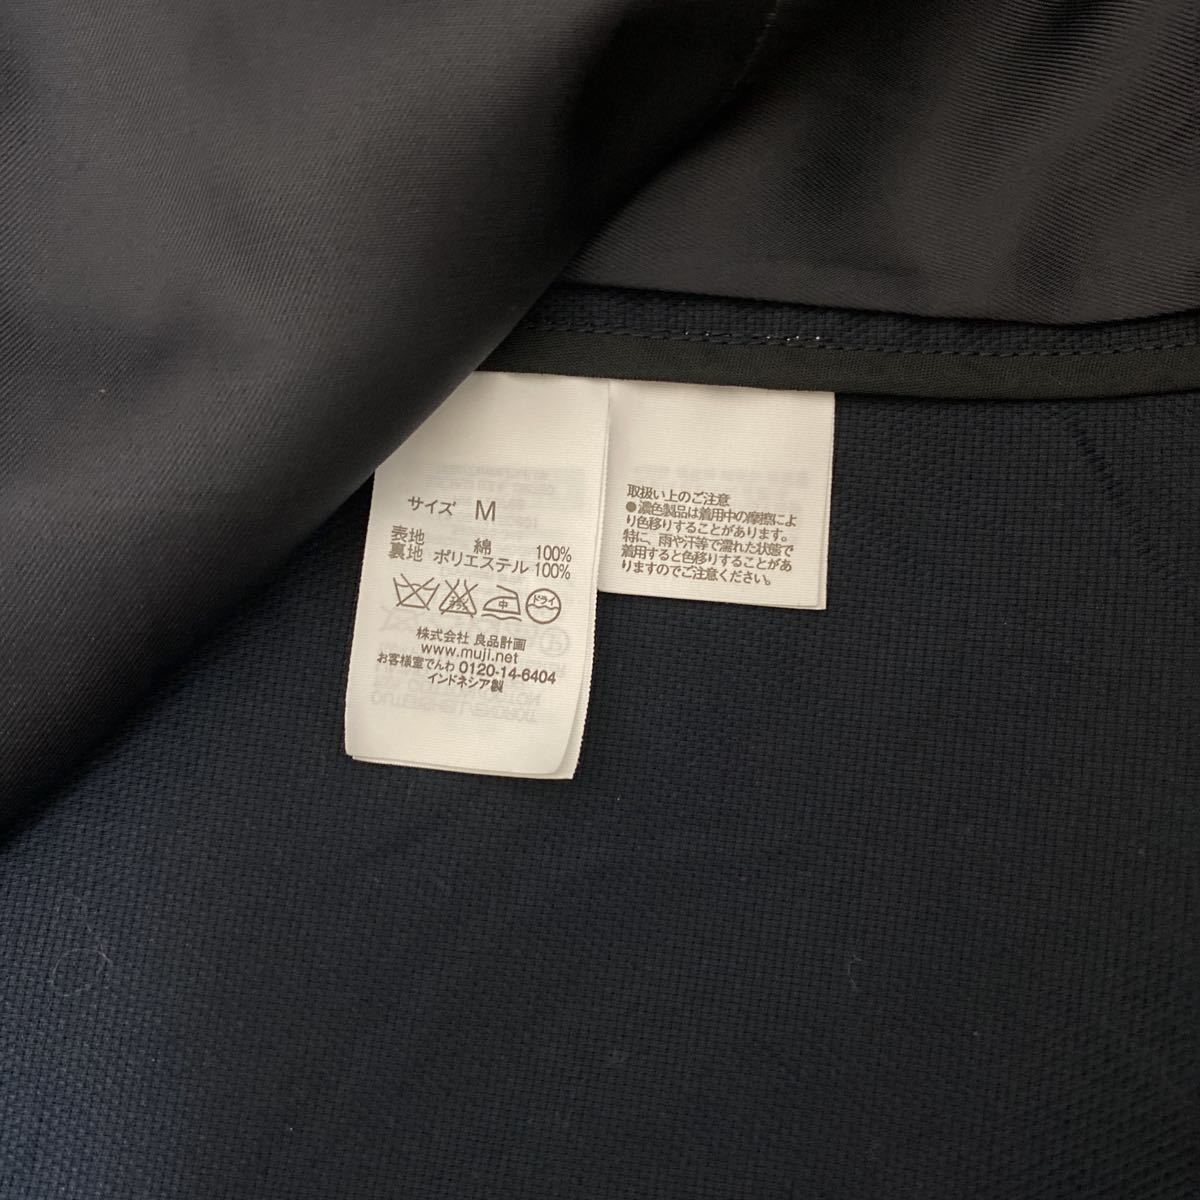 サイズ M
表地 綿 100%
裏地 ポリエステル 100%
エンソサラシ
中
ドライ
株式会社 良品計画
www.muji.net
お客様室でんわ 0120-14-6404
インドネシア製
取扱い上のご注意
●濃色製品は着用中の摩擦によ
り色移りすることがあります。
特に、雨や汗等で濡れた状態で
着用すると色移りすることがあ
りますのでご注意ください。